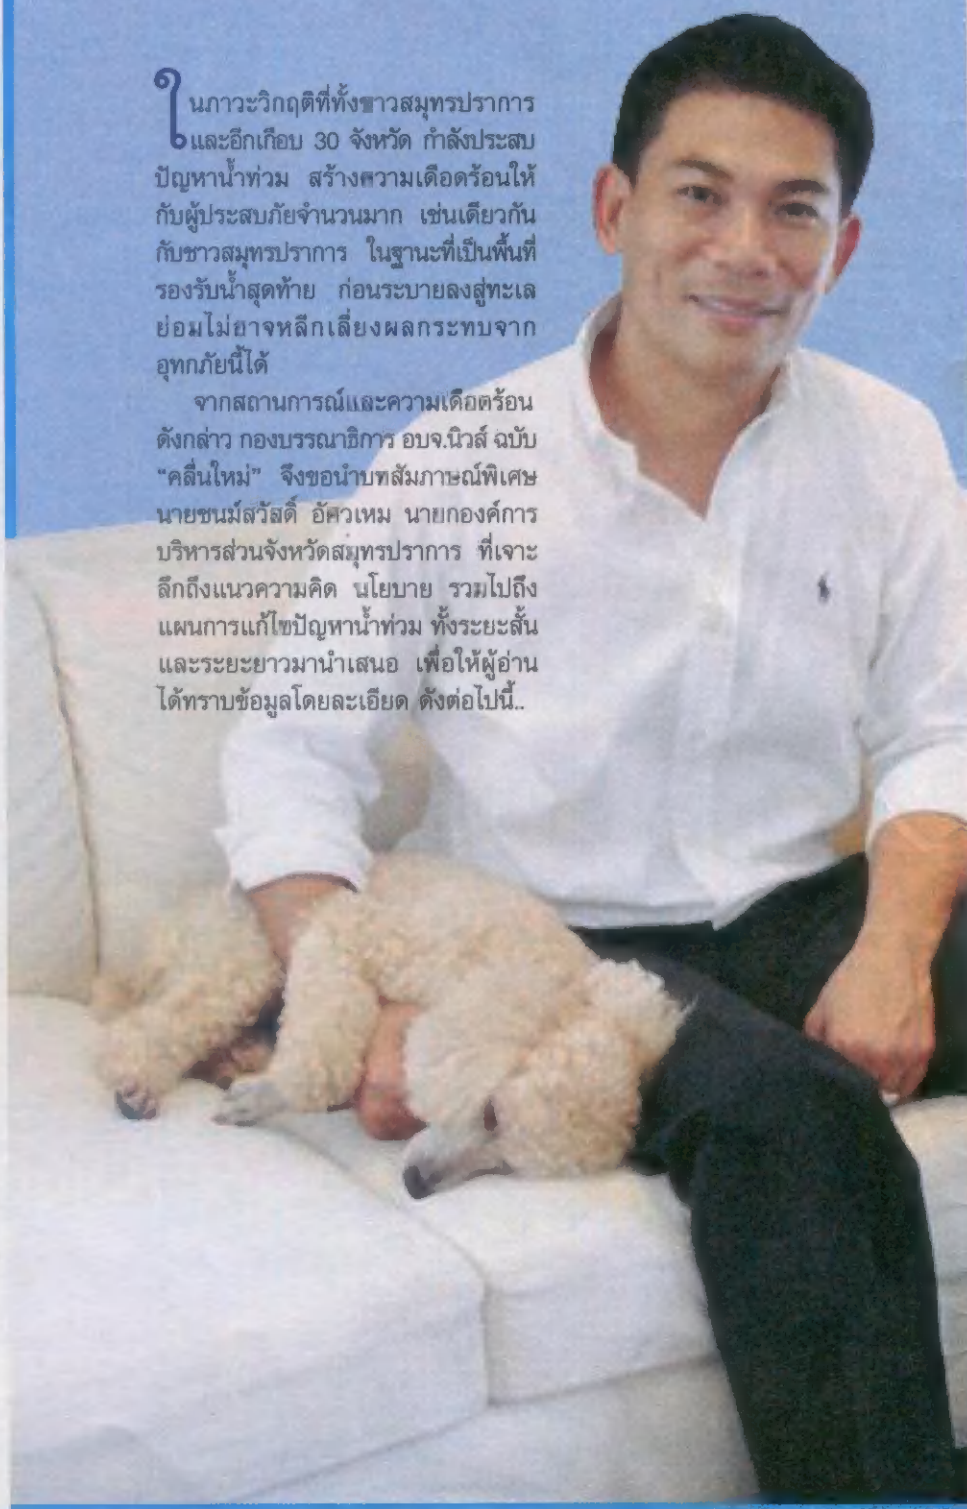 ในภาวะวิกฤติที่ทั้งชาวสมุทรปราการ
และอีกเกือบ 30 จังหวัด กำลังประสบ
ปัญหาน้ำท่วม สร้างความเดือดร้อนให้
กับผู้ประสบภัยจำนวนมาก เช่นเดียวกัน
กับชาวสมุทรปราการ ในฐานะที่เป็นพื้นที่
รองรับน้ำสุดท้าย ก่อนระบายลงสู่ทะเล
ย่อมไม่อาจหลีกเลี่ยงผลกระทบจาก
อุทกภัยนี้ได้
จากสถานการณ์และความเดือดร้อน
ดังกล่าว กองบรรณาธิการ อบจ.นิวส์ ฉบับ
“คลื่นใหม่” จึงขอนำบทสัมภาษณ์พิเศษ
นายชนม์สวัสดิ์ อัศวเหม นายกองค์การ
บริหารส่วนจังหวัดสมุทรปราการ ที่เจาะ
ลึกถึงแนวความคิด นโยบาย รวมไปถึง
แผนการแก้ไขปัญหาน้ำท่วม ทั้งระยะสั้น
และระยะยาวมานำเสนอ เพื่อให้ผู้อ่าน
ได้ทราบข้อมูลโดยละเอียด ดังต่อไปนี้..